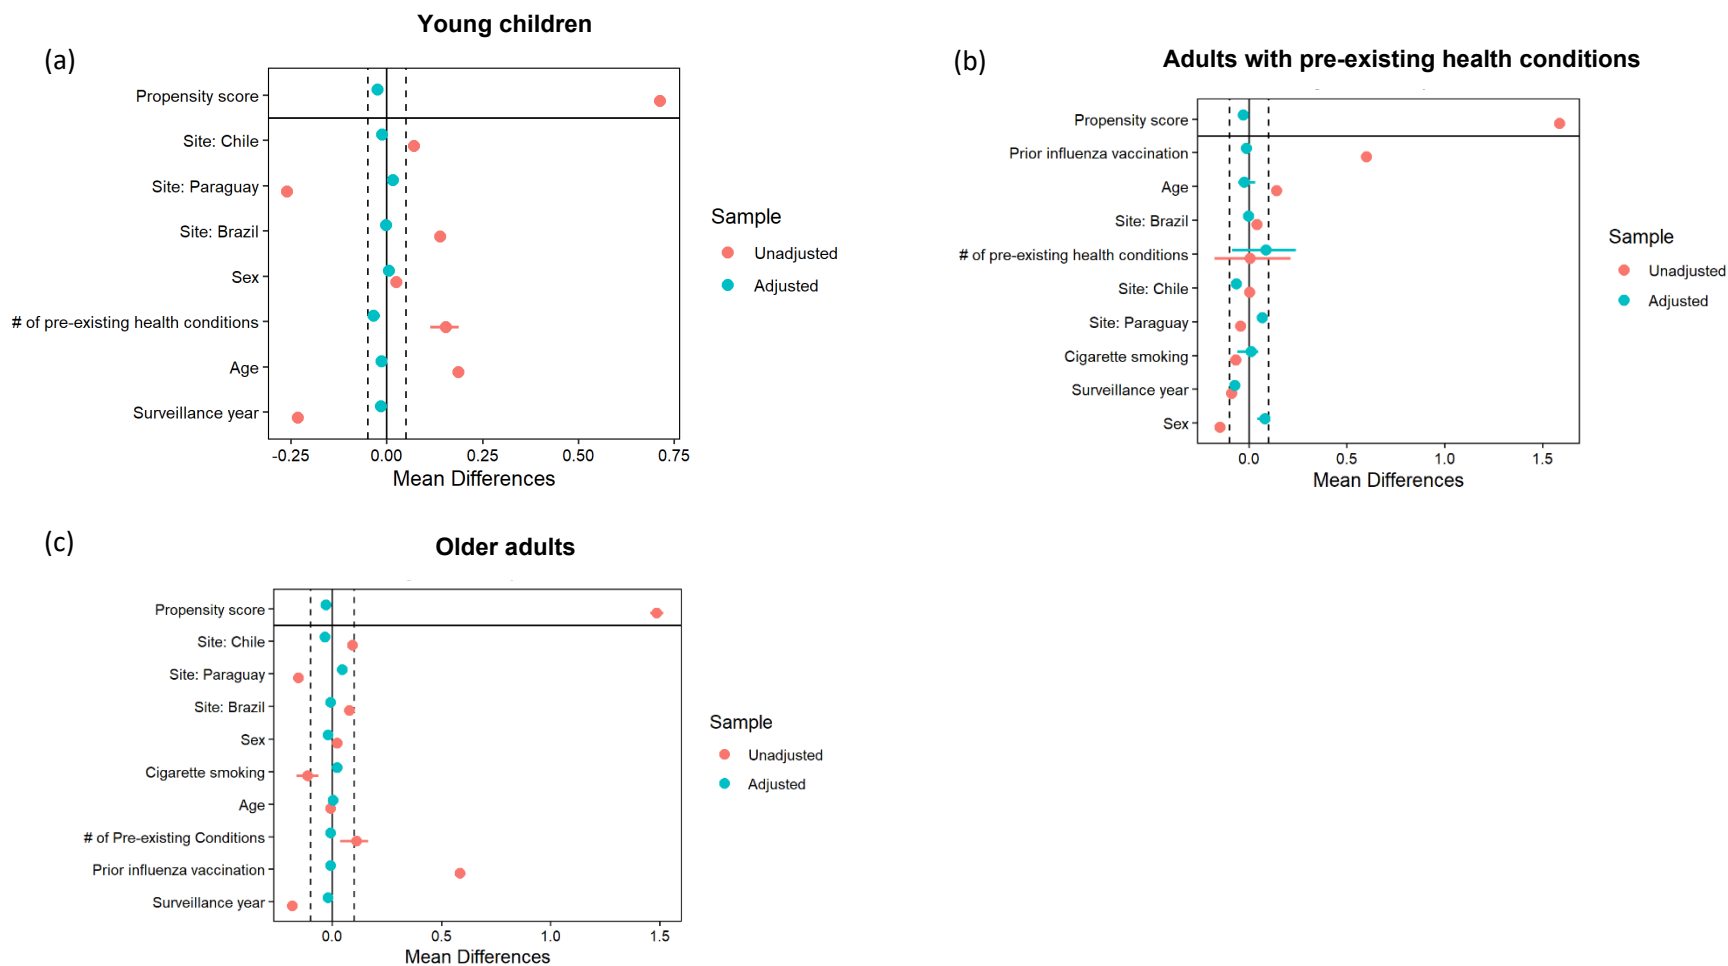 Young children
(a)
Propensity score
Site: Chile
Site: Paraguay
Site: Brazil
Sex
# of pre-existing health conditions
Age
Surveillance year
-0.25 0.00 0.25 0.50 0.75
Mean Differences
Sample
Unadjusted
Adjusted
(b)
Adults with pre-existing health conditions
Propensity score
Prior influenza vaccination
Age
Site: Brazil
# of pre-existing health conditions
Site: Chile
Site: Paraguay
Cigarette smoking
Surveillance year
Sex
0.0 0.5 1.0 1.5
Mean Differences
Sample
Unadjusted
Adjusted
(c)
Older adults
Propensity score
Site: Chile
Site: Paraguay
Site: Brazil
Sex
Cigarette smoking
Age
# of Pre-existing Conditions
Prior influenza vaccination
Surveillance year
0.0 0.5 1.0 1.5
Mean Differences
Sample
Unadjusted
Adjusted